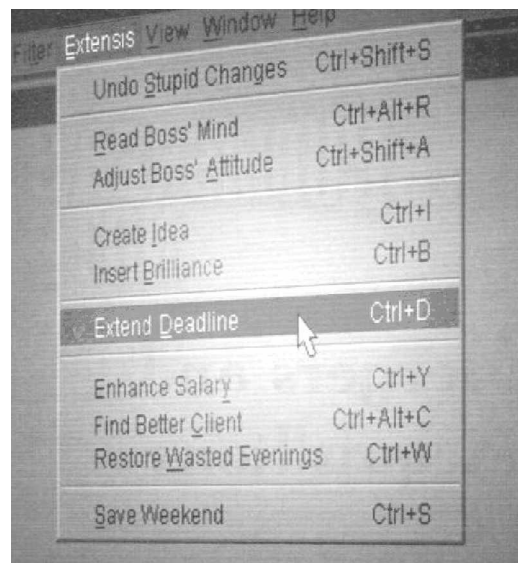 Filter Extensis View Window Help
Undo Stupid Changes Ctrl+Shift+S
Read Boss' Mind Ctrl+Alt+R
Adjust Boss' Attitude Ctrl+Shift+A
Create Idea Ctrl+I
Insert Brilliance Ctrl+B
Extend Deadline Ctrl+D
Enhance Salary Ctrl+Y
Find Better Client Ctrl+Alt+C
Restore Wasted Evenings Ctrl+W
Save Weekend Ctrl+S